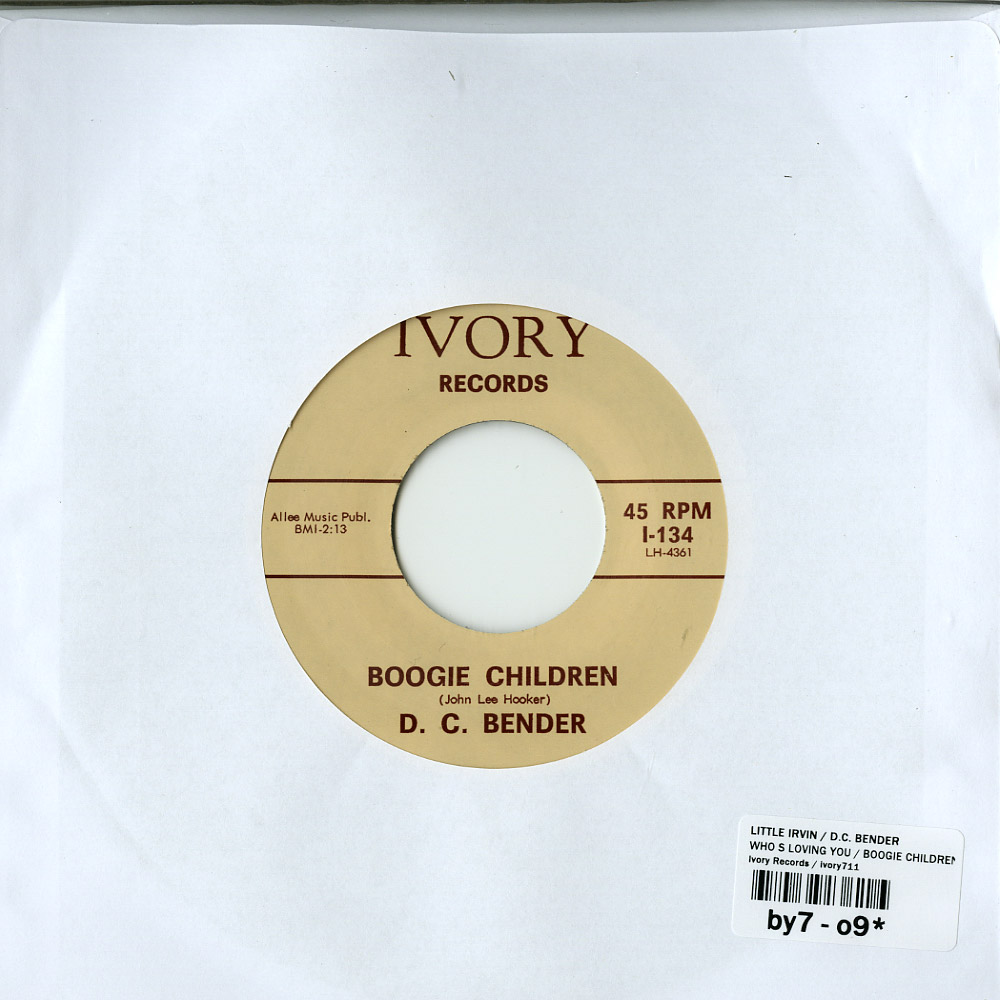 IVORY
RECORDS
Allee Music Publ.
BMI-2:13
45 RPM
I-134
LH-4361
BOOGIE CHILDREN
(John Lee Hooker)
D. C. BENDER
LITTLE IRVIN / D.C. BENDER
WHO S LOVING YOU / BOOGIE CHILDREN
Ivory Records / ivory711
by7 - o9*